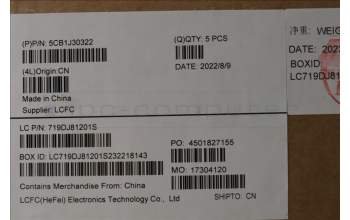 (P)P/N: 5CB1J30322
(Q)QTY: 5 PCS
(4L)Origin:CN
DATE: 2022/8/9
Made in China
Supplier: LCFC
净重: WEIG
DATE: 2022
BOXID
LC719DJ81
LC P/N: 719DJ81201S
PO: 4501827155
BOX ID: LC719DJ81201S232218143
MO: 17304120
Contains Merchandise From: China
SHIPTO: CN
LCFC(HeFei) Electronics Technology Co., Ltd